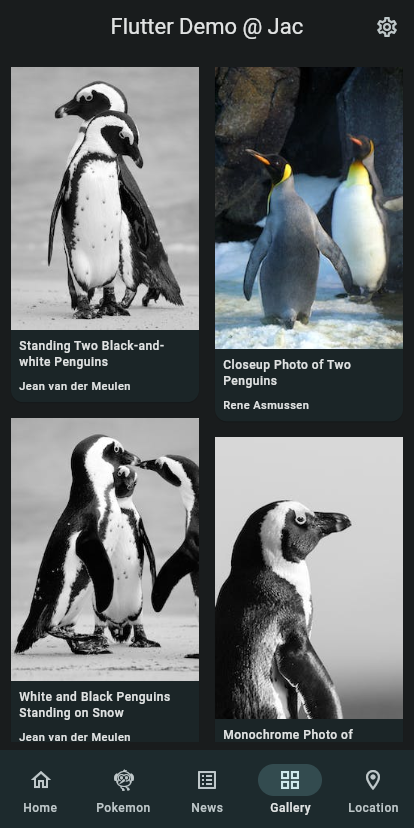 Flutter Demo @ Jac
Standing Two Black-and-
white Penguins
Jean van der Meulen
Closeup Photo of Two
Penguins
Rene Asmussen
White and Black Penguins
Standing on Snow
Jean van der Meulen
Monochrome Photo of
Home
Pokemon
News
Gallery
Location